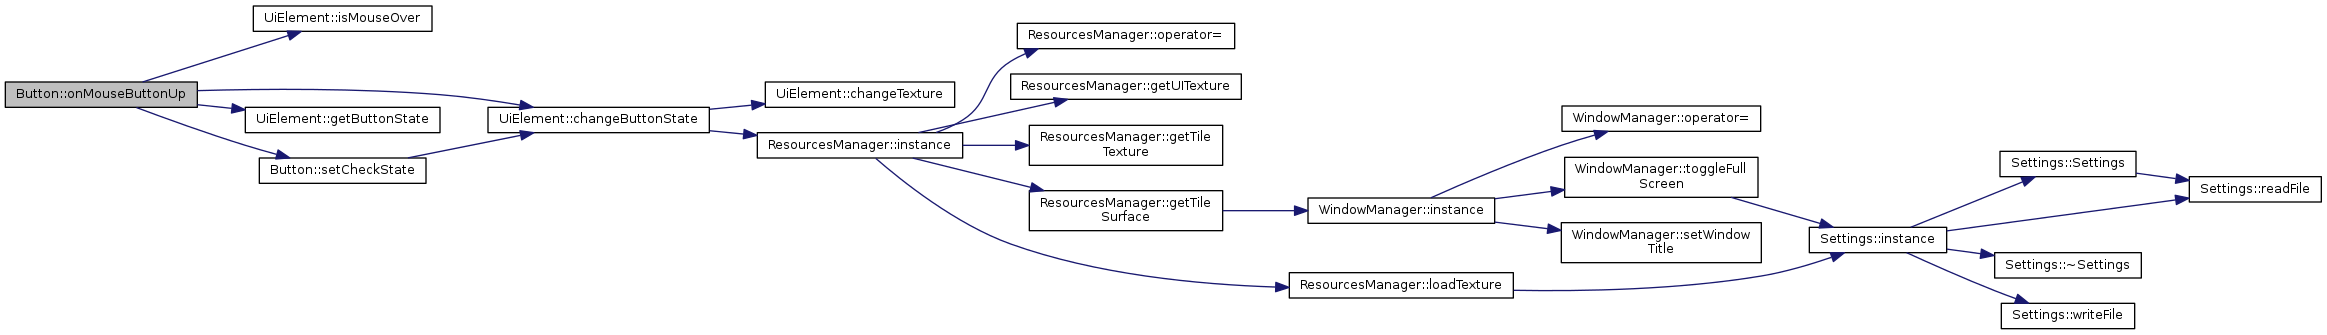 Button::onMouseButtonUp
UiElement::isMouseOver
UiElement::getButtonState
Button::setCheckState
UiElement::changeButtonState
UiElement::changeTexture
ResourcesManager::instance
ResourcesManager::operator=
ResourcesManager::getUITexture
ResourcesManager::getTile
Texture
ResourcesManager::getTile
Surface
ResourcesManager::loadTexture
WindowManager::instance
WindowManager::operator=
WindowManager::toggleFull
Screen
WindowManager::setWindow
Title
Settings::instance
Settings::Settings
Settings::readFile
Settings::~Settings
Settings::writeFile